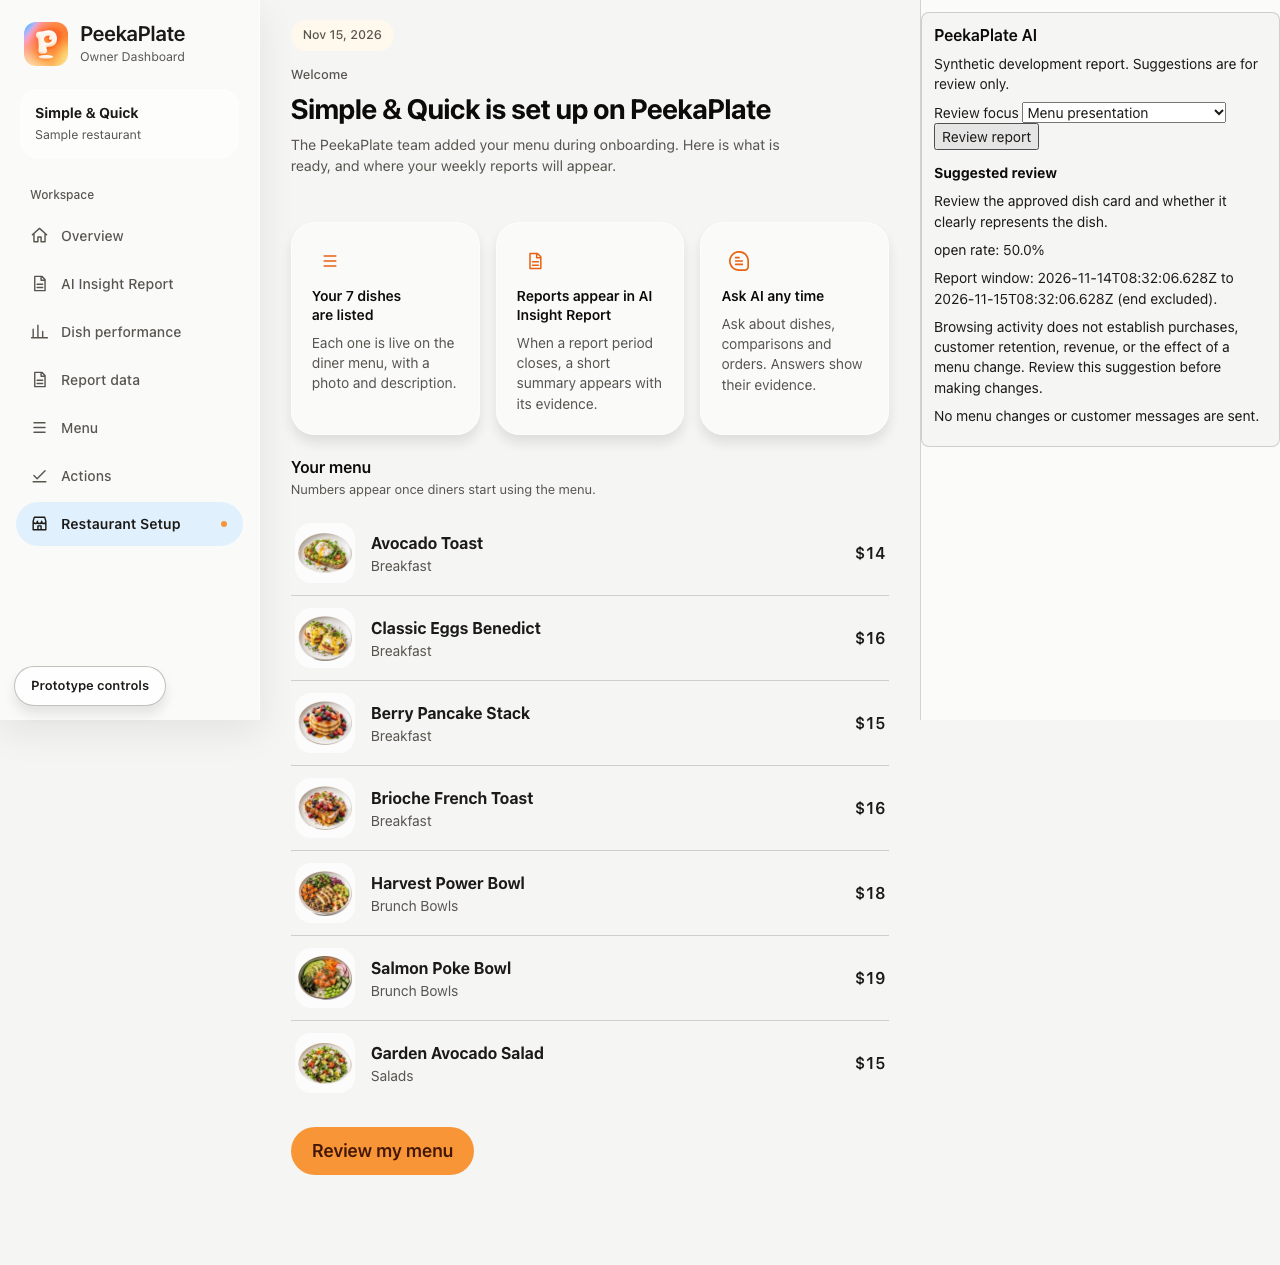 PeekaPlate
Owner Dashboard
Simple & Quick
Sample restaurant
Workspace
Overview
AI Insight Report
Dish performance
Report data
Menu
Actions
Restaurant Setup
Prototype controls
Nov 15, 2026
Welcome
Simple & Quick is set up on PeekaPlate
The PeekaPlate team added your menu during onboarding. Here is what is
ready, and where your weekly reports will appear.
Your 7 dishes
are listed
Each one is live on the
diner menu, with a
photo and description.
Reports appear in AI
Insight Report
When a report period
closes, a short
summary appears with
its evidence.
Ask AI any time
Ask about dishes,
comparisons and
orders. Answers show
their evidence.
Your menu
Numbers appear once diners start using the menu.
Avocado Toast
Breakfast
$14
Classic Eggs Benedict
Breakfast
$16
Berry Pancake Stack
Breakfast
$15
Brioche French Toast
Breakfast
$16
Harvest Power Bowl
Brunch Bowls
$18
Salmon Poke Bowl
Brunch Bowls
$19
Garden Avocado Salad
Salads
$15
Review my menu
PeekaPlate AI
Synthetic development report. Suggestions are for
review only.
Review focus Menu presentation
Review report
Suggested review
Review the approved dish card and whether it
clearly represents the dish.
open rate: 50.0%
Report window: 2026-11-14T08:32:06.628Z to
2026-11-15T08:32:06.628Z (end excluded).
Browsing activity does not establish purchases,
customer retention, revenue, or the effect of a
menu change. Review this suggestion before
making changes.
No menu changes or customer messages are sent.